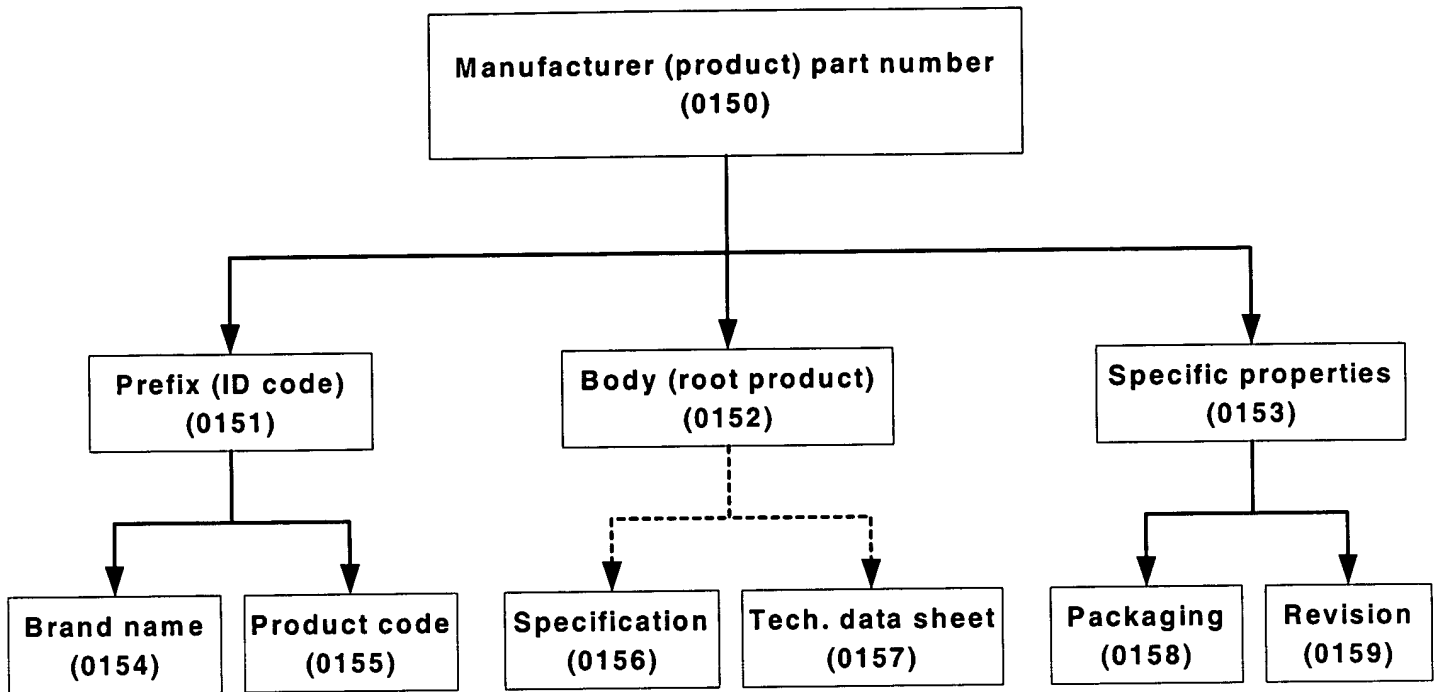 Manufacturer (product) part number
(0150)
Prefix (ID code)
(0151)
Body (root product)
(0152)
Specific properties
(0153)
Brand name
(0154)
Product code
(0155)
Specification
(0156)
Tech. data sheet
(0157)
Packaging
(0158)
Revision
(0159)